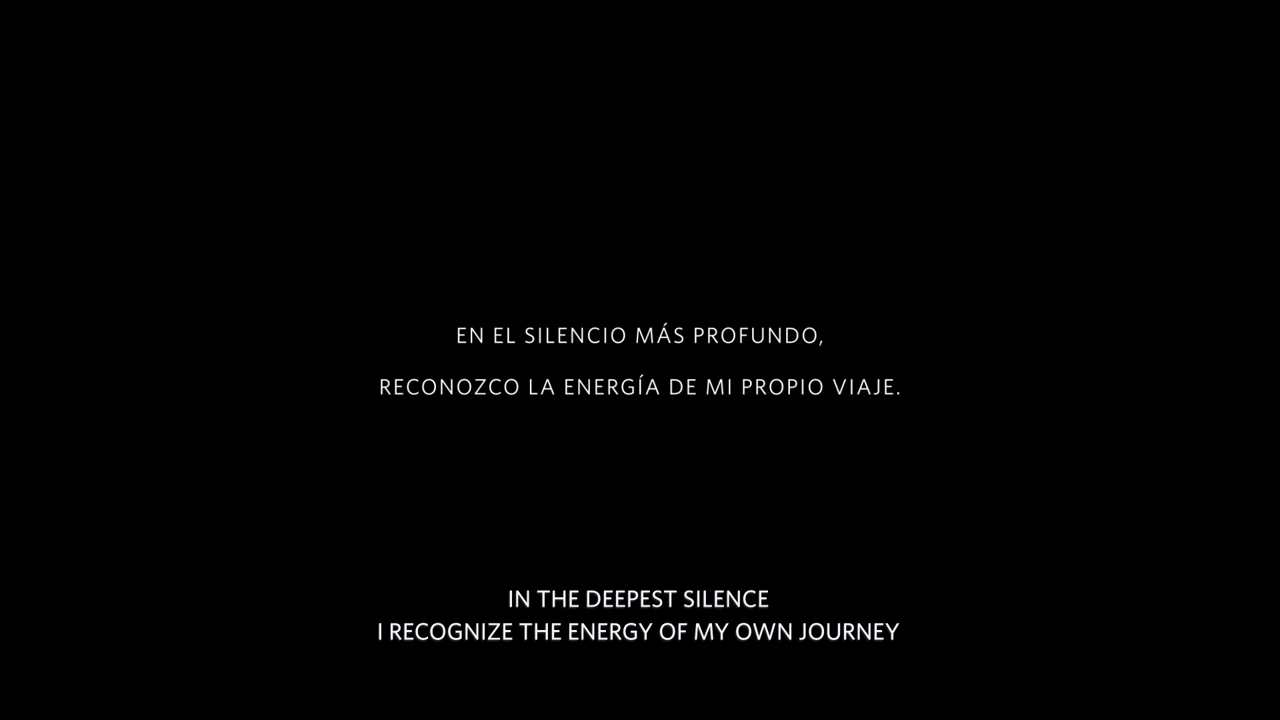 EN EL SILENCIO MÁS PROFUNDO,
RECONOZCO LA ENERGÍA DE MI PROPIO VIAJE.
IN THE DEEPEST SILENCE
I RECOGNIZE THE ENERGY OF MY OWN JOURNEY